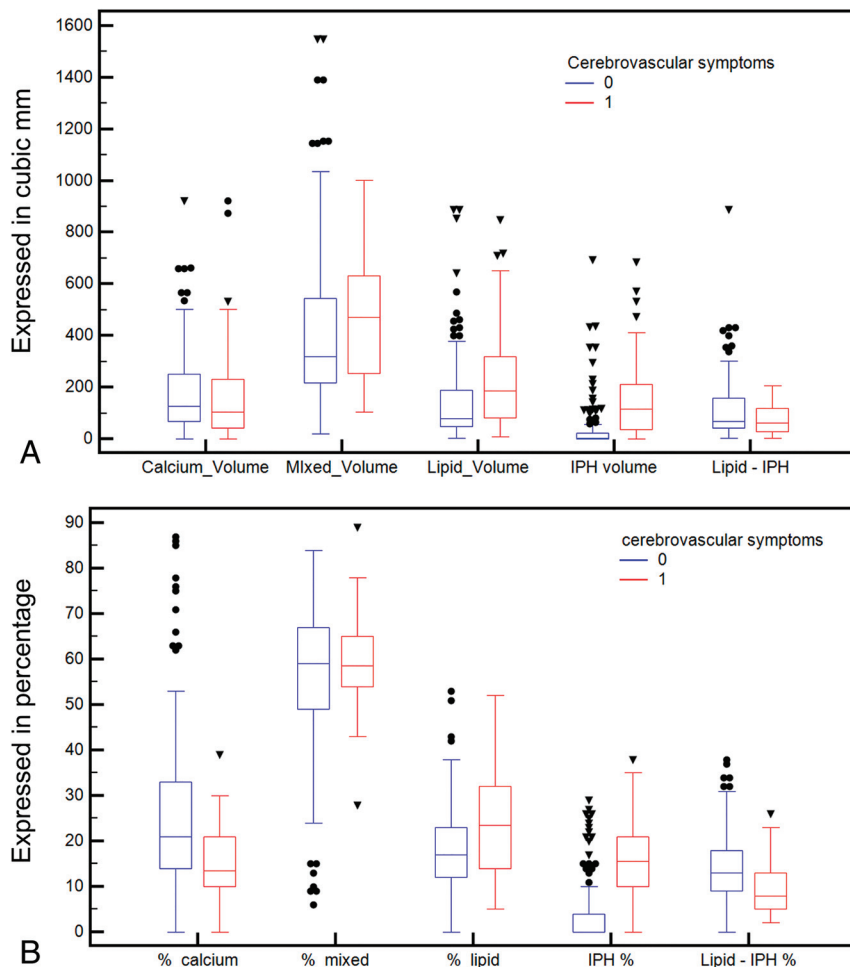 1600
1400
1200
1000
800
600
400
200
0
Expressed in cubic mm
Cerebrovascular symptoms
0
1
A
Calcium_Volume MIxed_Volume Lipid_Volume IPH volume Lipid - IPH
90
80
70
60
50
40
30
20
10
0
Expressed in percentage
cerebrovascular symptoms
0
1
B
% calcium % mixed % lipid IPH % Lipid - IPH %